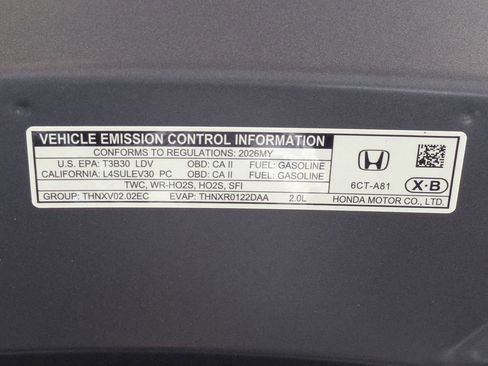 VEHICLE EMISSION CONTROL INFORMATION
CONFORMS TO REGULATIONS: 2026MY
U.S. EPA: T3B30 LDV OBD: CA II FUEL: GASOLINE
CALIFORNIA: L4SULEV30 PC OBD: CA II FUEL: GASOLINE
TWC, WR-HO2S, HO2S, SFI
GROUP: THNXV02.02EC EVAP: THNXR0122DAA 2.0L
6CT-A81 X·B
HONDA MOTOR CO., LTD.